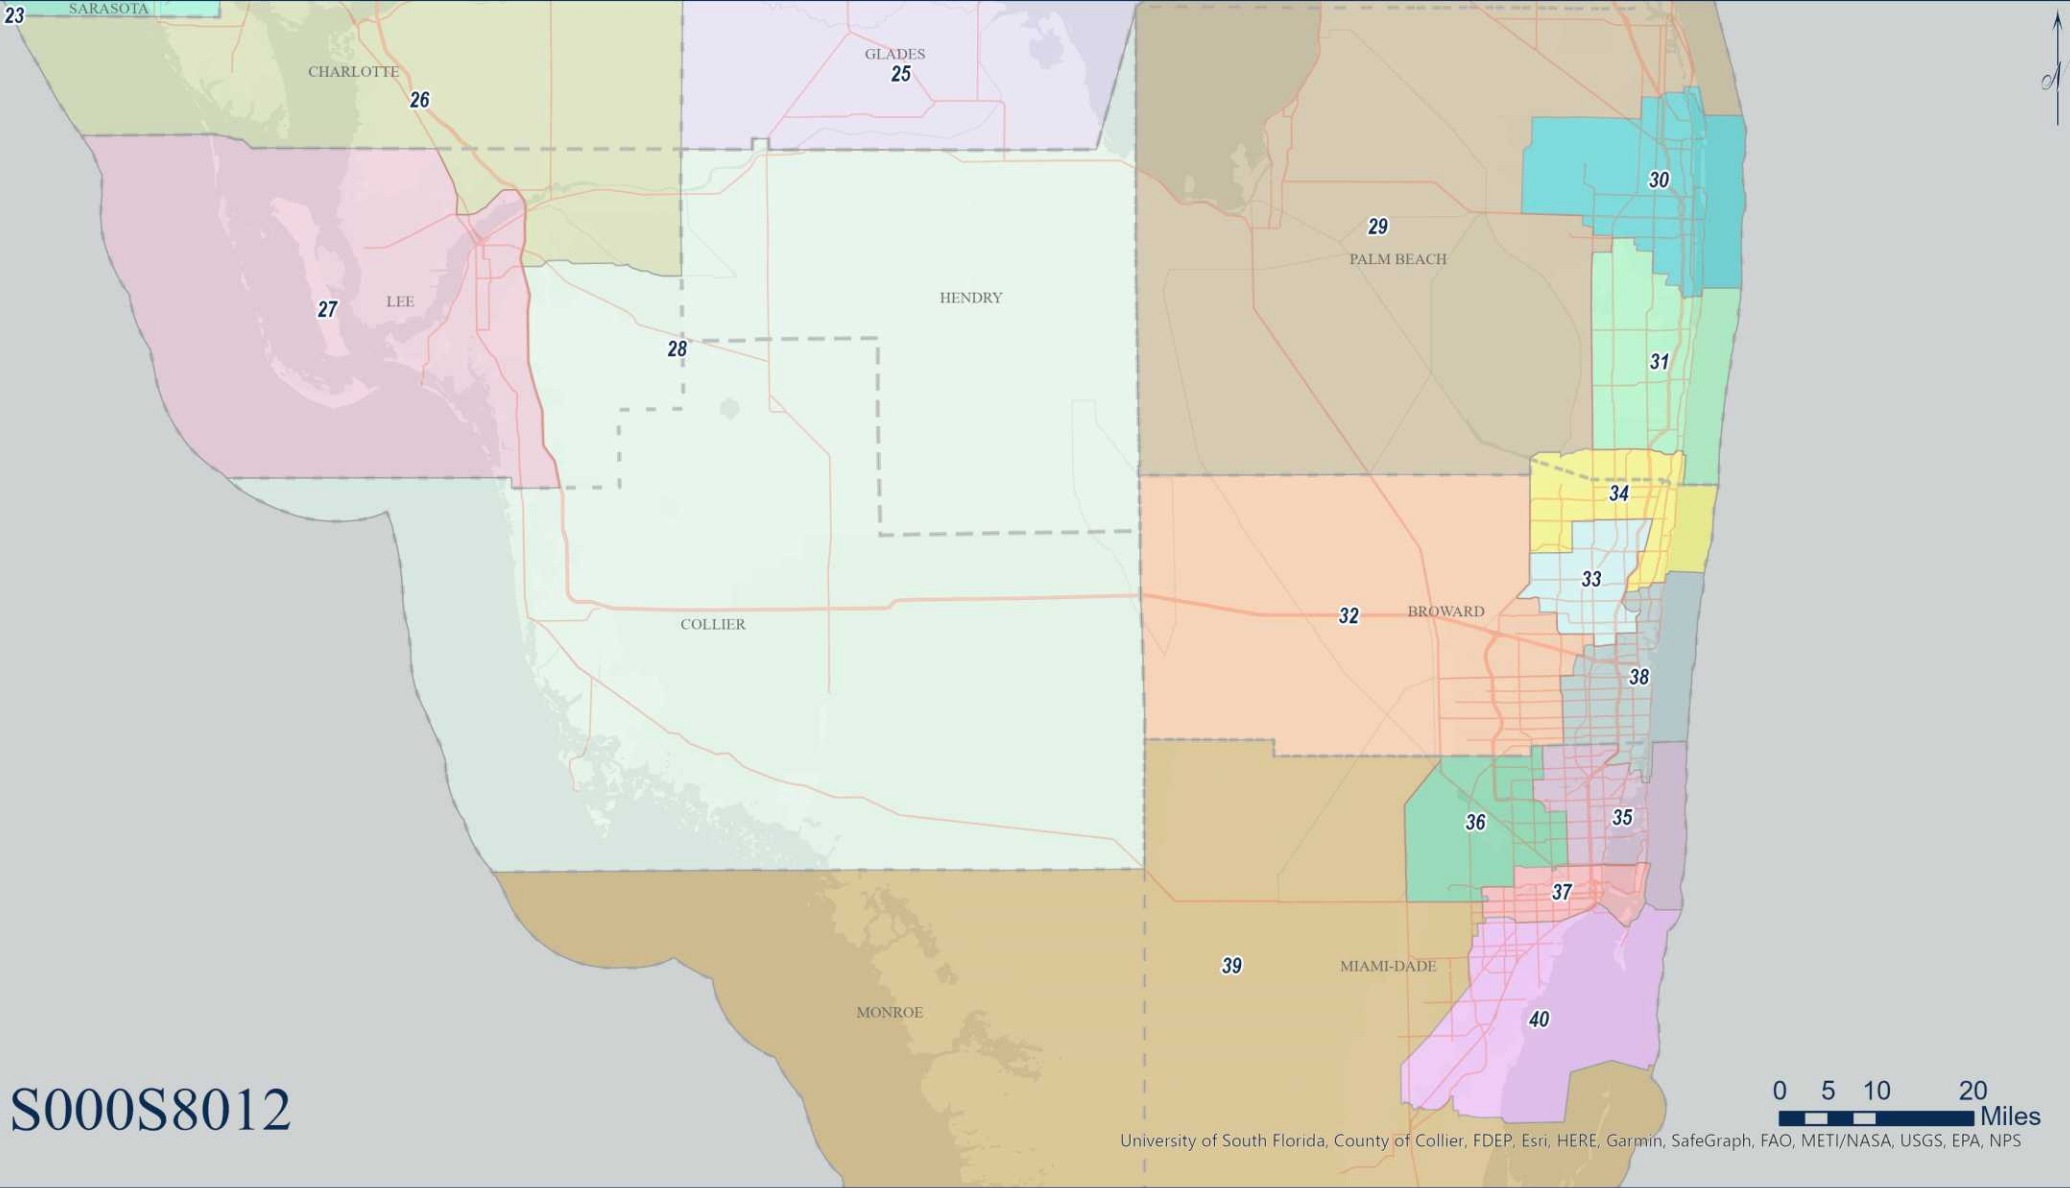 23
SARASOTA
GLADES
25
CHARLOTTE
26
30
29
PALM BEACH
HENDRY
LEE
27
28
31
34
33
32
BROWARD
COLLIER
38
36
35
37
39
MIAMI-DADE
MONROE
40
S000S8012
0 5 10 20
Miles
University of South Florida, County of Collier, FDEP, Esri, HERE, Garmin, SafeGraph, FAO, METI/NASA, USGS, EPA, NPS